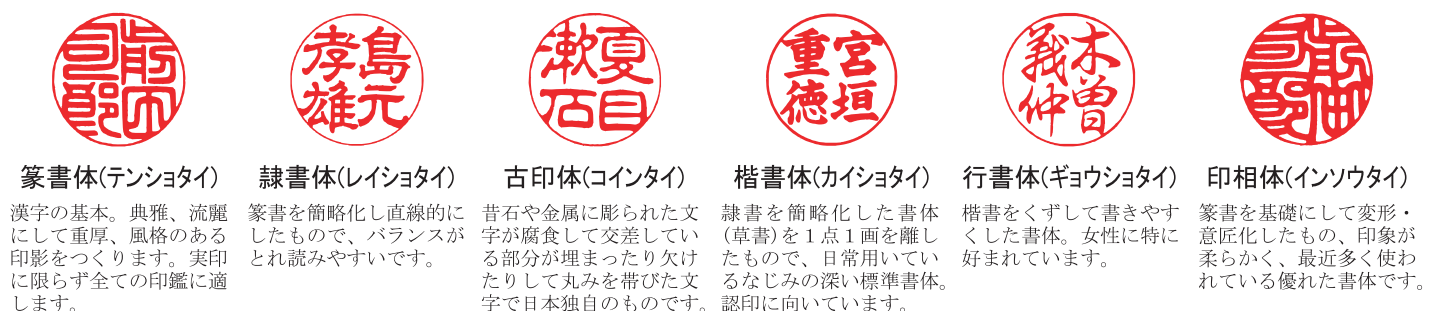 島元
孝雄
夏目
漱石
宮垣
重徳
木曽
義仲
篆書体(テンショタイ)
漢字の基本。典雅、流麗
にして重厚、風格のある
印影をつくります。実印
に限らず全ての印鑑に適
します。
隷書体(レイショタイ)
篆書を簡略化し直線的に
したもので、バランスが
とれ読みやすいです。
古印体(コインタイ)
昔石や金属に彫られた文
字が腐食して交差してい
る部分が埋まったり欠け
たりして丸みを帯びた文
字で日本独自のものです。
楷書体(カイショタイ)
隷書を簡略化した書体
(草書)を1点1画を離し
たもので、日常用いてい
るなじみの深い標準書体。
認印に向いています。
行書体(ギョウショタイ)
楷書をくずして書きやす
くした書体。女性に特に
好まれています。
印相体(インソウタイ)
篆書を基礎にして変形・
意匠化したもの、印象が
柔らかく、最近多く使わ
れている優れた書体です。